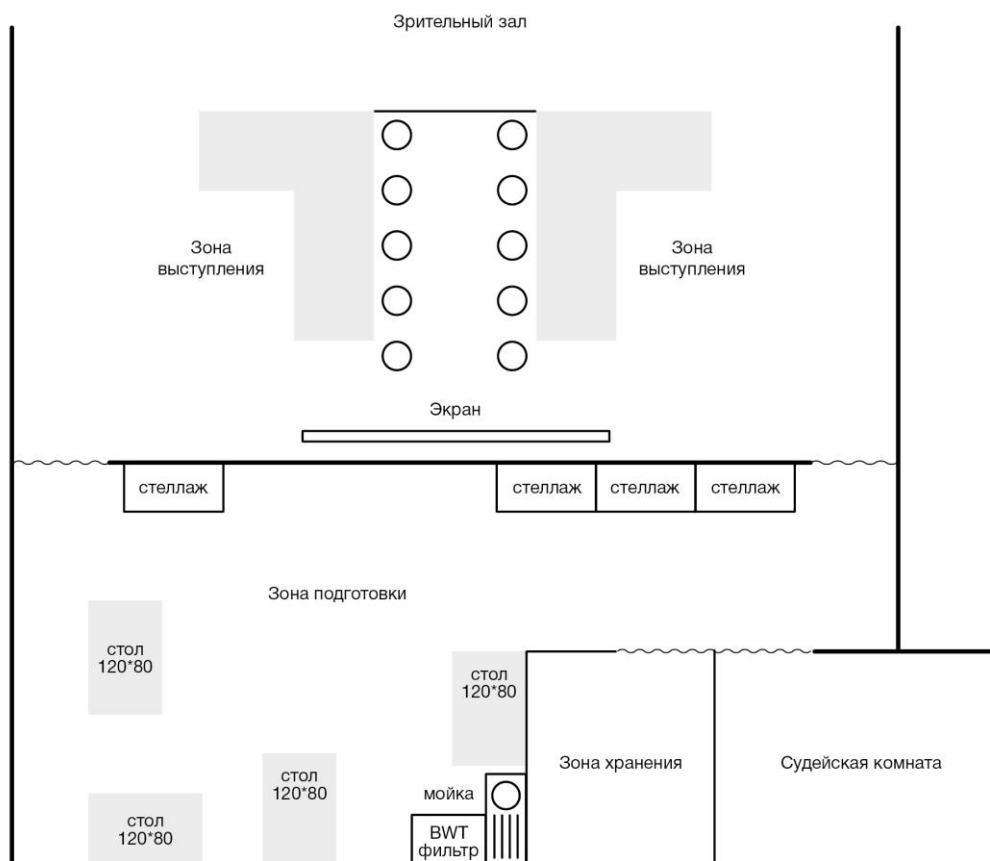 Зрительный зал
Зона
выступления
Зона
выступления
Экран
стеллаж
стеллаж
стеллаж
стеллаж
Зона подготовки
стол
120*80
стол
120*80
стол
120*80
стол
120*80
мойка
BWT
фильтр
Зона хранения
Судейская комната